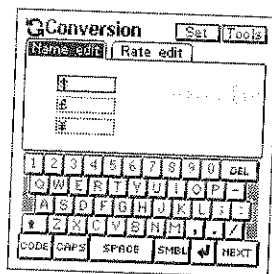 Conversion Set Tools
Name edit Rate edit
$
£
¥
1 2 3 4 5 6 7 8 9 0 DEL
Q W E R T Y U I O P -
A S D F G H J K L ; :
Z X C V B N M , . /
CODE CAPS SPACE SMBL NEXT